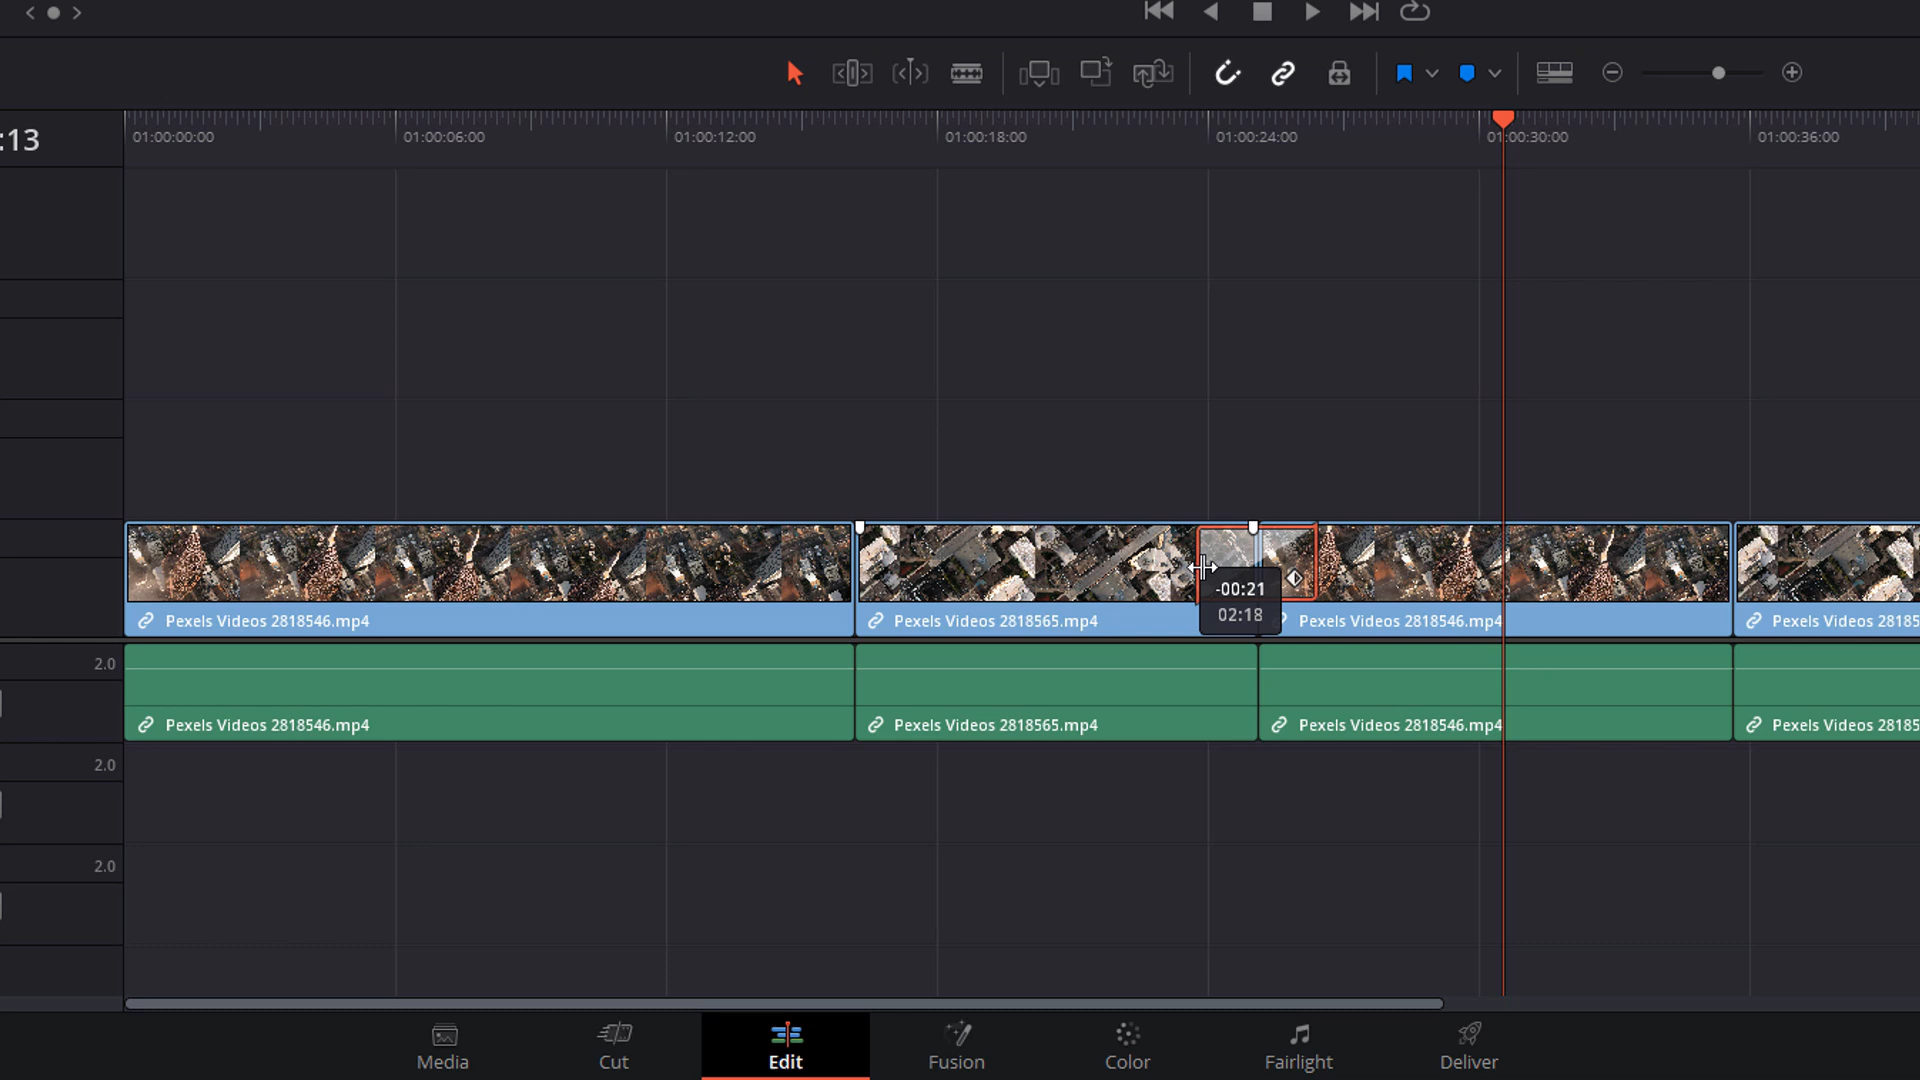 :13
01:00:00:00 01:00:06:00 01:00:12:00 01:00:18:00 01:00:24:00 01:00:30:00 01:00:36:00
-00:21
02:18
Pexels Videos 2818546.mp4 Pexels Videos 2818565.mp4 Pexels Videos 2818546.mp4 Pexels Videos 28185
2.0
Pexels Videos 2818546.mp4 Pexels Videos 2818565.mp4 Pexels Videos 2818546.mp4 Pexels Videos 28185
2.0
2.0
Media Cut Edit Fusion Color Fairlight Deliver